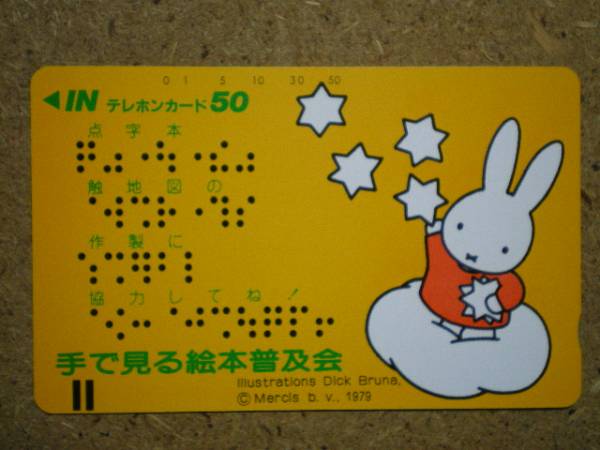 0 1 5 10 30 50
◀IN テレホンカード50
点字本
触地図の
作製に
協力してね！
手で見る絵本普及会
Illustrations Dick Bruna,
© Mercis b. v., 1979